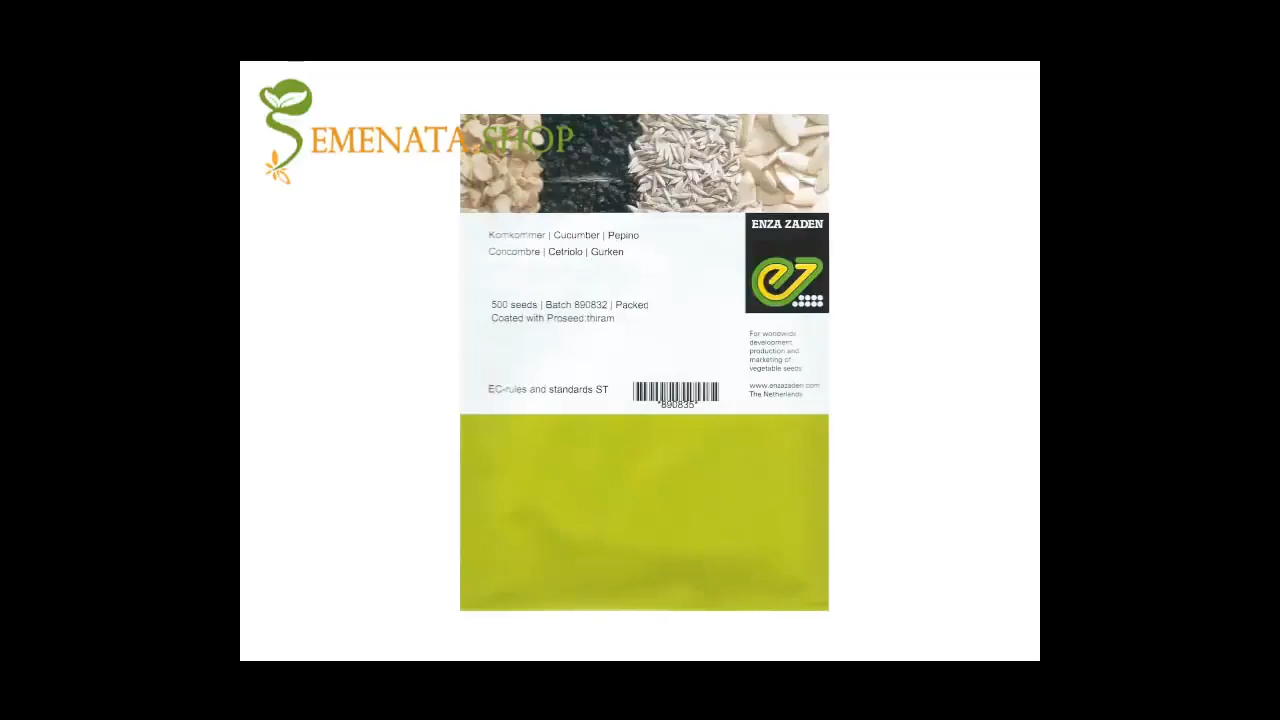 SEMENATA.SHOP
Komkommer | Cucumber | Pepino
Concombre | Cetriolo | Gurken
500 seeds | Batch 890832 | Packed
Coated with Proseed:thiram
EC-rules and standards ST
*890835*
ENZA ZADEN
For worldwide
development
production and
marketing of
vegetable seeds
www.enzazaden.com
The Netherlands